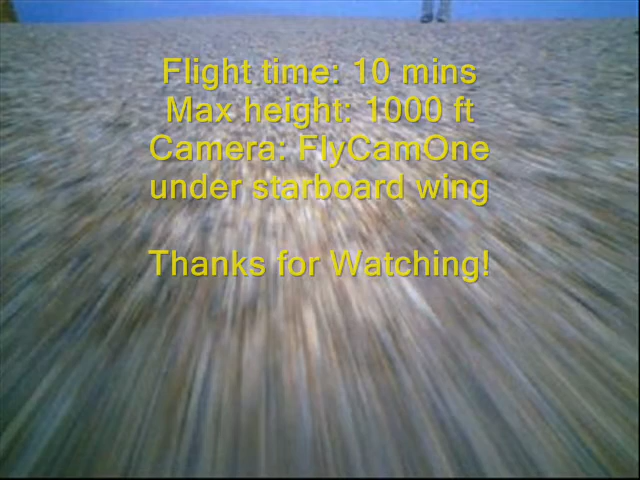 Flight time: 10 mins
Max height: 1000 ft
Camera: FlyCamOne
under starboard wing
Thanks for Watching!